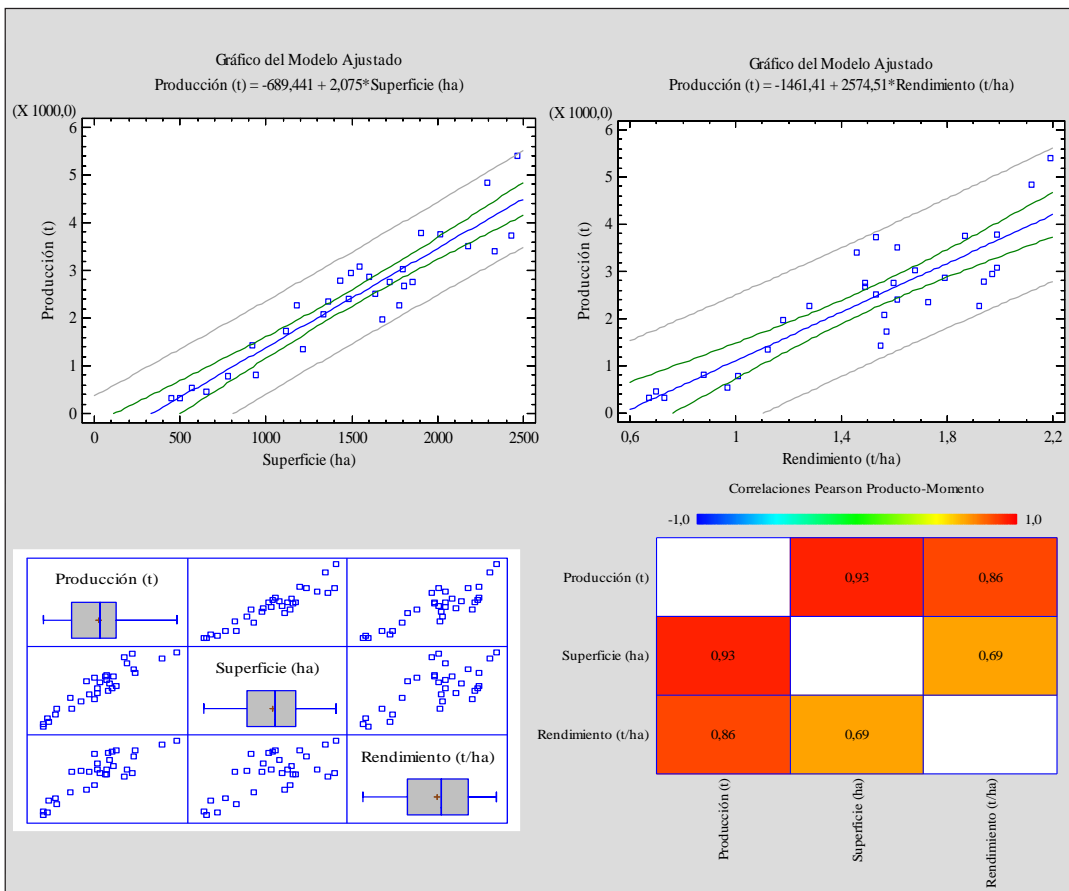 Gráfico del Modelo Ajustado
Producción (t) = -689,441 + 2,075*Superficie (ha)
(X 1000,0)
6
5
4
3
2
1
0
Producción (t)
0 500 1000 1500 2000 2500
Superficie (ha)
Gráfico del Modelo Ajustado
Producción (t) = -1461,41 + 2574,51*Rendimiento (t/ha)
(X 1000,0)
6
5
4
3
2
1
0
Producción (t)
0,6 1 1,4 1,8 2,2
Rendimiento (t/ha)
Producción (t)
Superficie (ha)
Rendimiento (t/ha)
Correlaciones Pearson Producto-Momento
-1,0 1,0
Producción (t) 0,93 0,86
Superficie (ha) 0,93 0,69
Rendimiento (t/ha) 0,86 0,69
Producción (t)
Superficie (ha)
Rendimiento (t/ha)